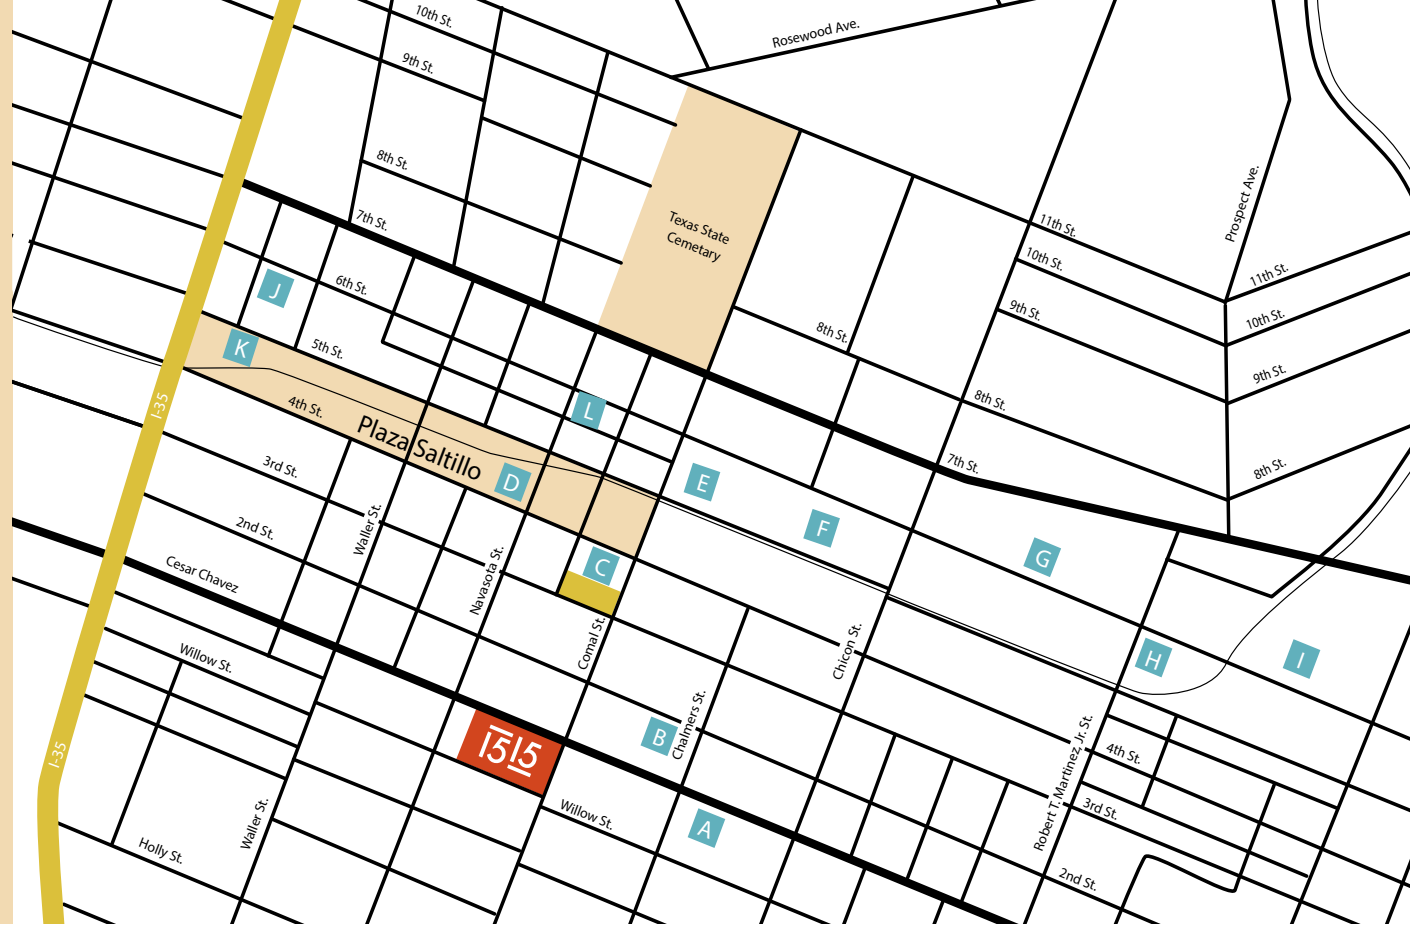 10th St.
Rosewood Ave.
9th St.
8th St.
7th St.
Texas State
Cemetery
Prospect Ave.
11th St.
10th St.
11th St.
6th St.
J
9th St.
10th St.
8th St.
K
5th St.
9th St.
8th St.
I-35
4th St.
L
Plaza Saltillo
7th St.
8th St.
3rd St.
D
E
2nd St.
Waller St.
F
G
Cesar Chavez
Navasota St.
C
Willow St.
Comal St.
Chicon St.
H
I
I-35
1515
B
Chalmers St.
4th St.
Robert T. Martinez, Jr. St.
Waller St.
Willow St.
A
3rd St.
Holly St.
2nd St.